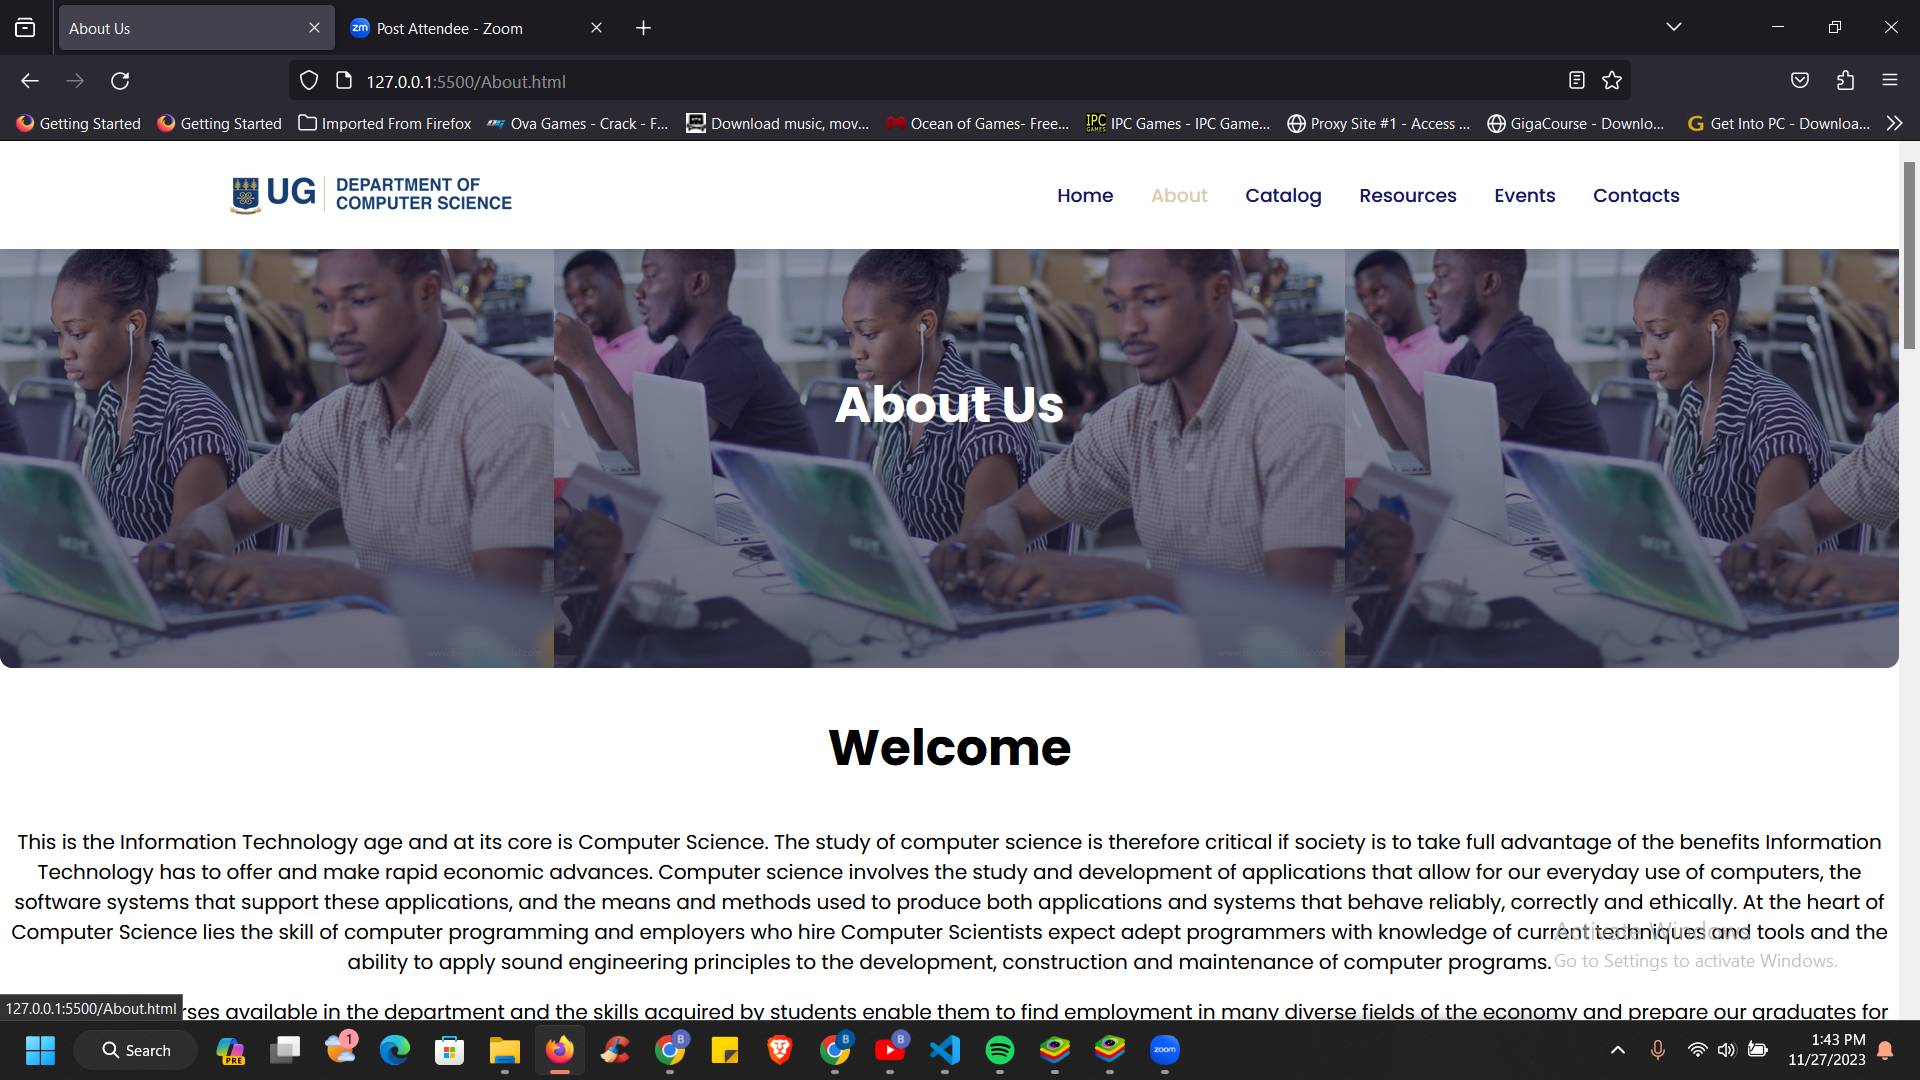 About Us
zm Post Attendee - Zoom
127.0.0.1:5500/About.html
Getting Started
Getting Started
Imported From Firefox
Ova Games - Crack - F...
Download music, mov...
Ocean of Games- Free...
IPC GAMES IPC Games - IPC Game...
Proxy Site #1 - Access ...
GigaCourse - Downlo...
G Get Into PC - Downloa...
UG DEPARTMENT OF
COMPUTER SCIENCE
Home About Catalog Resources Events Contacts
About Us
Welcome
This is the Information Technology age and at its core is Computer Science. The study of computer science is therefore critical if society is to take full advantage of the benefits Information
Technology has to offer and make rapid economic advances. Computer science involves the study and development of applications that allow for our everyday use of computers, the
software systems that support these applications, and the means and methods used to produce both applications and systems that behave reliably, correctly and ethically. At the heart of
Computer Science lies the skill of computer programming and employers who hire Computer Scientists expect adept programmers with knowledge of current techniques and tools and the
ability to apply sound engineering principles to the development, construction and maintenance of computer programs.
Activate Windows
Go to Settings to activate Windows.
127.0.0.1:5500/About.html
available in the department and the skills acquired by students enable them to find employment in many diverse fields of the economy and prepare our graduates for
Search
PRE
1
B
B
B
zoom
1:43 PM
11/27/2023